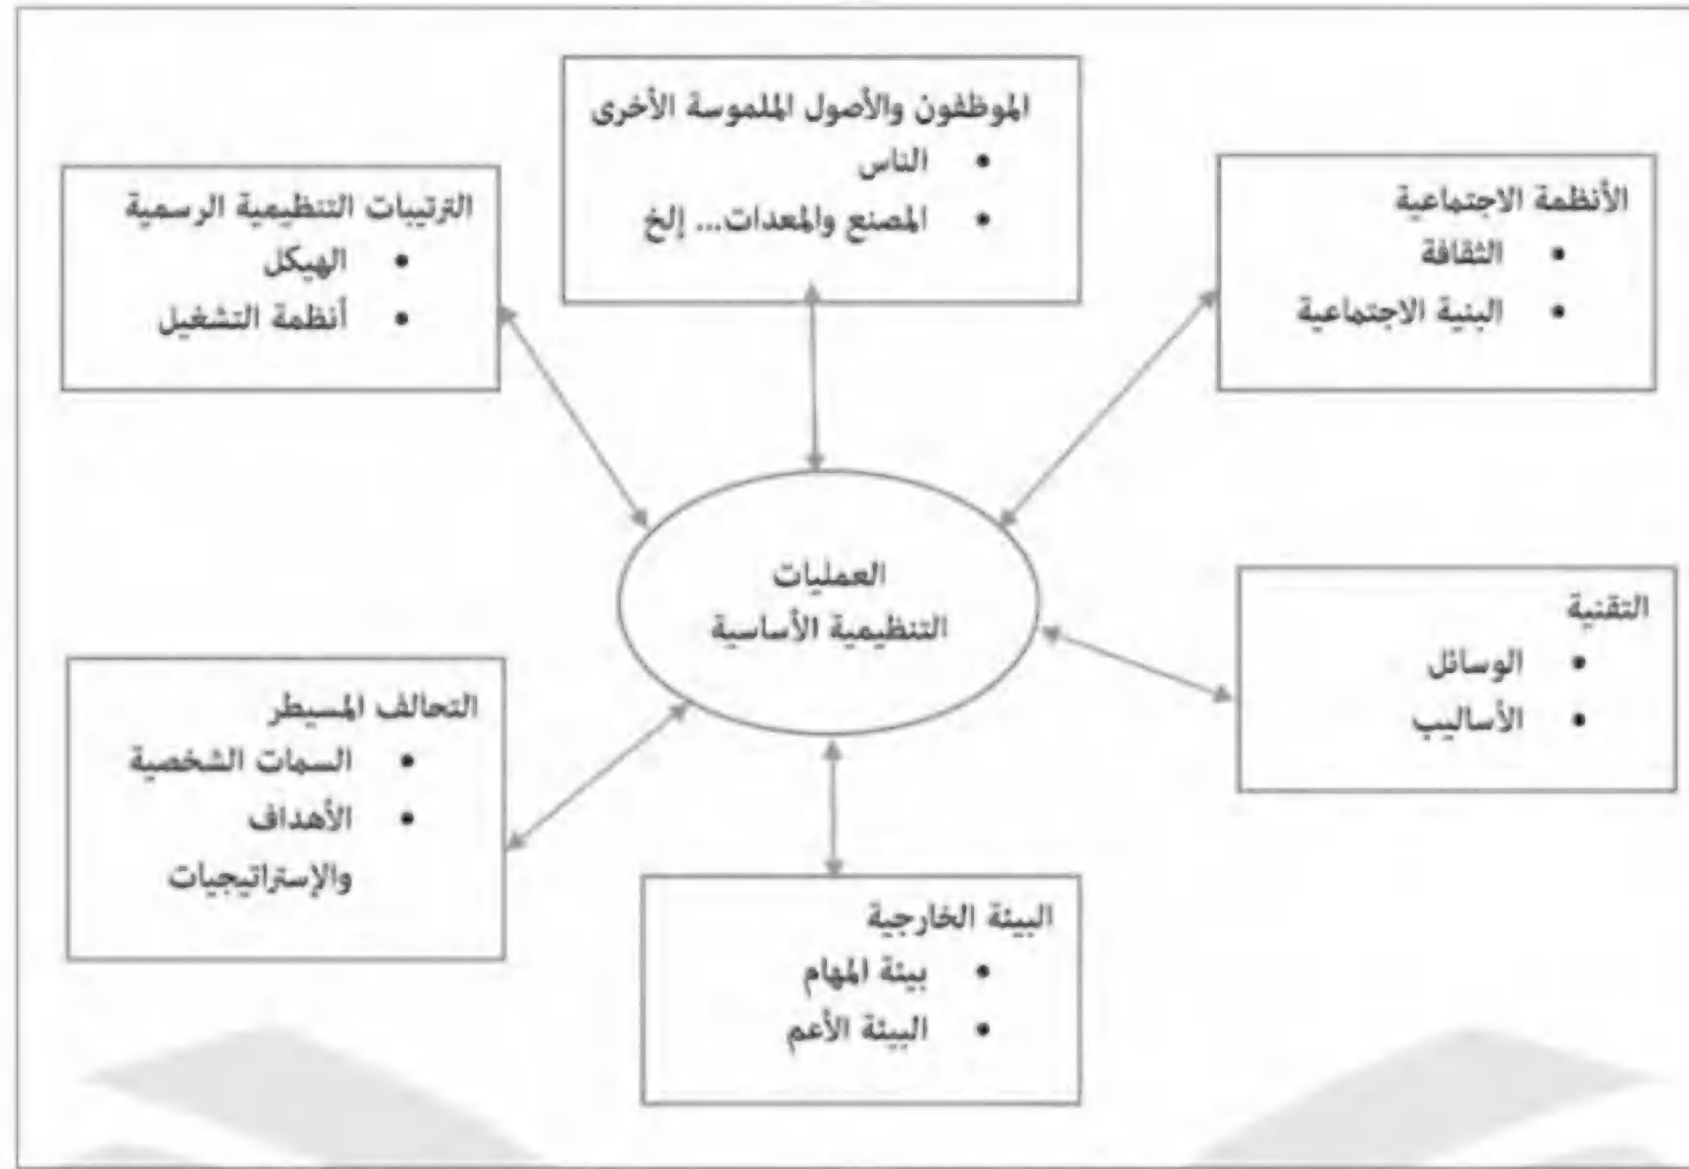 الموظفون والأصول الملموسة الأخرى
• الناس
• المصنع والمعدات... إلخ
الأنظمة الاجتماعية
• الثقافة
• البنية الاجتماعية
الترتيبات التنظيمية الرسمية
• الهيكل
• أنظمة التشغيل
العمليات
التنظيمية الأساسية
التقنية
• الوسائل
• الأساليب
التحالف المسيطر
• السمات الشخصية
• الأهداف
والإستراتيجيات
البيئة الخارجية
• بيئة المهام
• البيئة الأعم